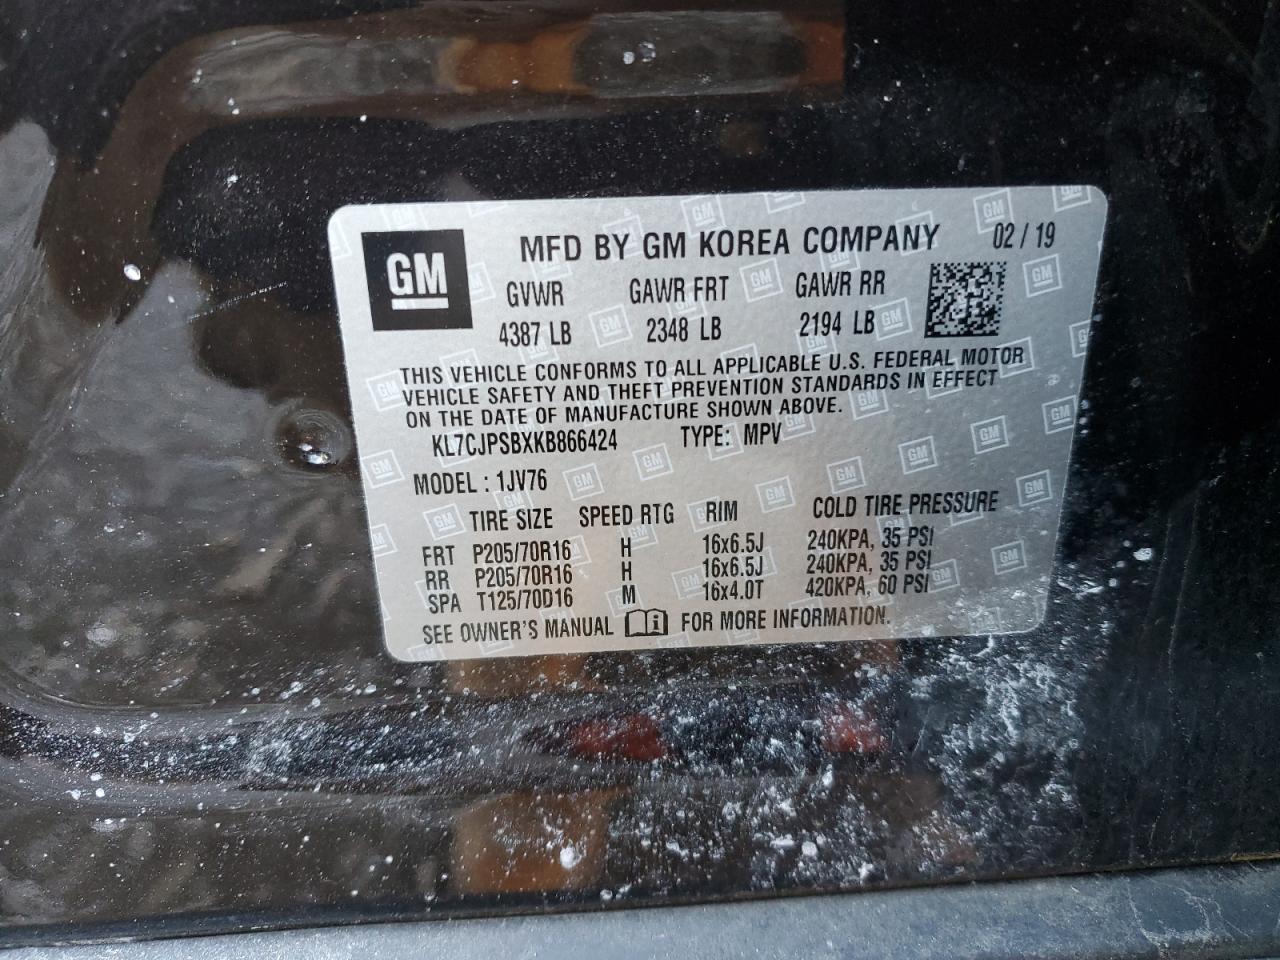 MFD BY GM KOREA COMPANY 02 / 19
GM
GVWR GAWR FRT GAWR RR
4387 LB 2348 LB 2194 LB
THIS VEHICLE CONFORMS TO ALL APPLICABLE U.S. FEDERAL MOTOR
VEHICLE SAFETY AND THEFT PREVENTION STANDARDS IN EFFECT
ON THE DATE OF MANUFACTURE SHOWN ABOVE.
KL7CJPSBXKB866424 TYPE: MPV
MODEL : 1JV76
TIRE SIZE SPEED RTG RIM COLD TIRE PRESSURE
FRT P205/70R16 H 16x6.5J 240KPA, 35 PSI
RR P205/70R16 H 16x6.5J 240KPA, 35 PSI
SPA T125/70D16 M 16x4.0T 420KPA, 60 PSI
SEE OWNER'S MANUAL FOR MORE INFORMATION.